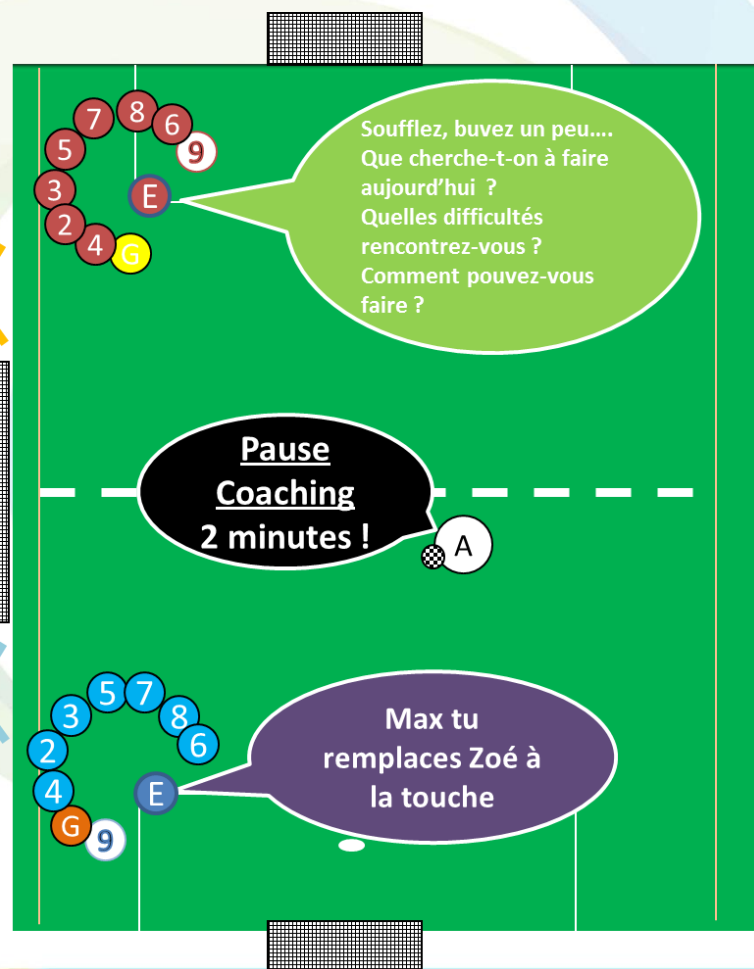 8
7
6
9
5
3
E
2
4
G
Soufflez, buvez un peu....
Que cherche-t-on à faire
aujourd'hui ?
Quelles difficultés
rencontrez-vous ?
Comment pouvez-vous
faire ?
Pause
Coaching
2 minutes !
A
5
7
3
8
6
2
4
E
G
9
Max tu
remplaces Zoé à
la touche